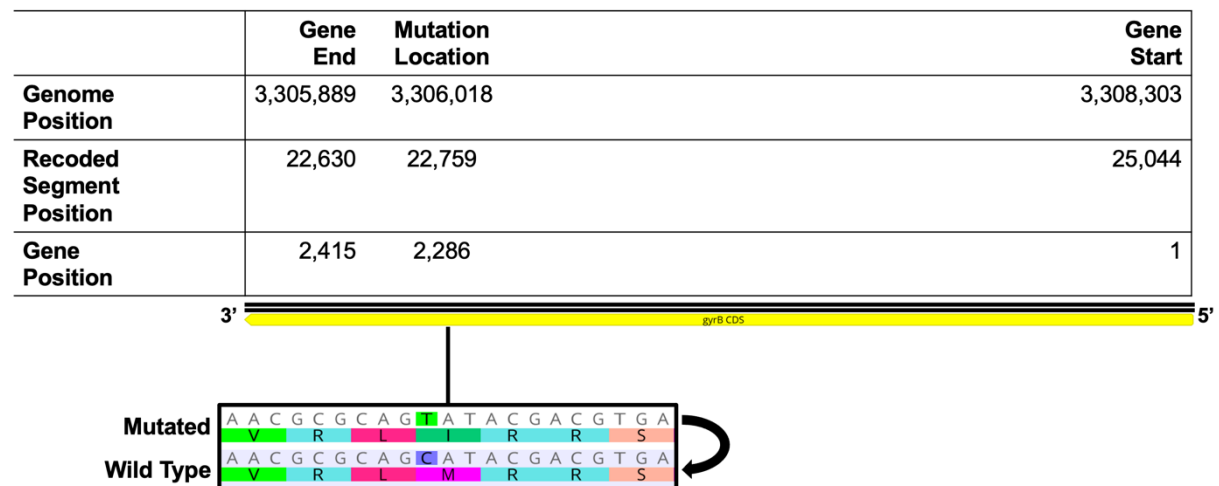 Gene End Mutation Location Gene Start
Genome Position 3,305,889 3,306,018 3,308,303
Recoded Segment Position 22,630 22,759 25,044
Gene Position 2,415 2,286 1
3’ 5’
gyrB CDS
Mutated
A A C G C G C A G T A T A C G A C G T G A
V R L I R R S
Wild Type
A A C G C G C A G C A T A C G A C G T G A
V R L M R R S